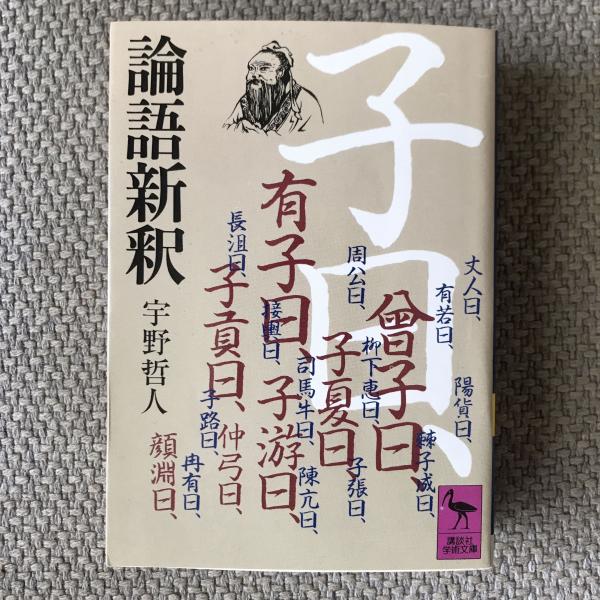 論語新釈
宇野哲人
子曰、
丈人曰、
有若曰、
陽貨曰、
曾子曰、
棘子成曰、
周公曰、
柳下恵曰、
子夏曰、
子張曰、
有子曰、子游曰、
司馬牛曰、
陳亢曰、
接輿曰、
長沮曰、
子貢曰、仲弓曰、
子路曰、
冉有曰、
顔淵曰、
講談社
学術文庫